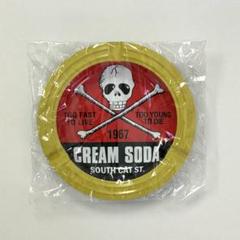 TOO FAST
TO LIVE
TOO YOUNG
TO DIE
1967
CREAM SODA
SOUTH CAT ST.